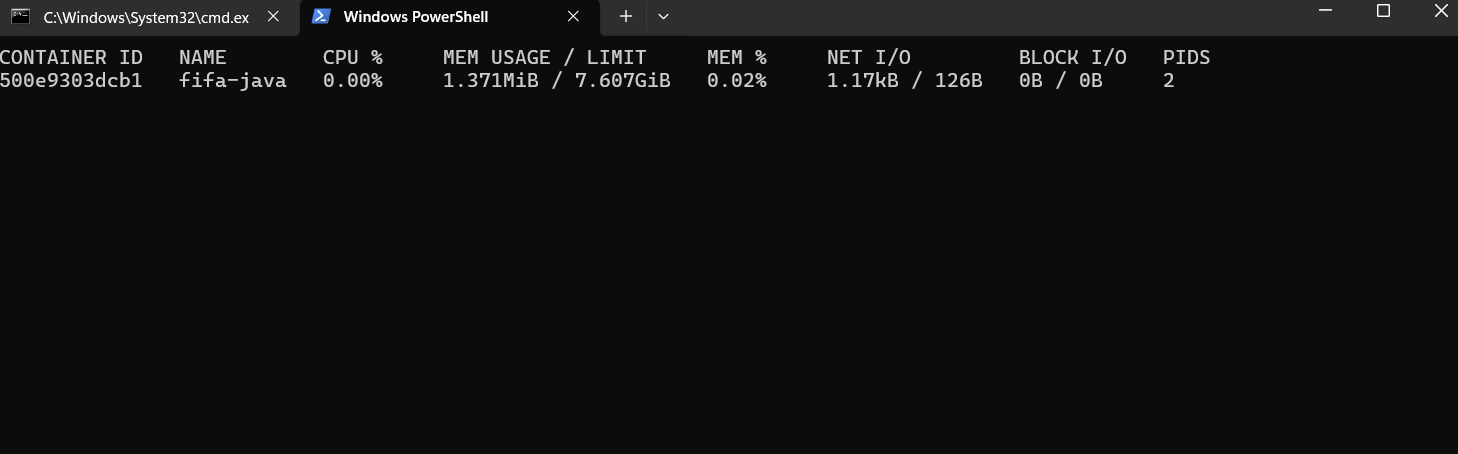 C:\Windows\System32\cmd.ex Windows PowerShell
CONTAINER ID NAME CPU % MEM USAGE / LIMIT MEM % NET I/O BLOCK I/O PIDS
500e9303dcb1 fifa-java 0.00% 1.371MiB / 7.607GiB 0.02% 1.17kB / 126B 0B / 0B 2